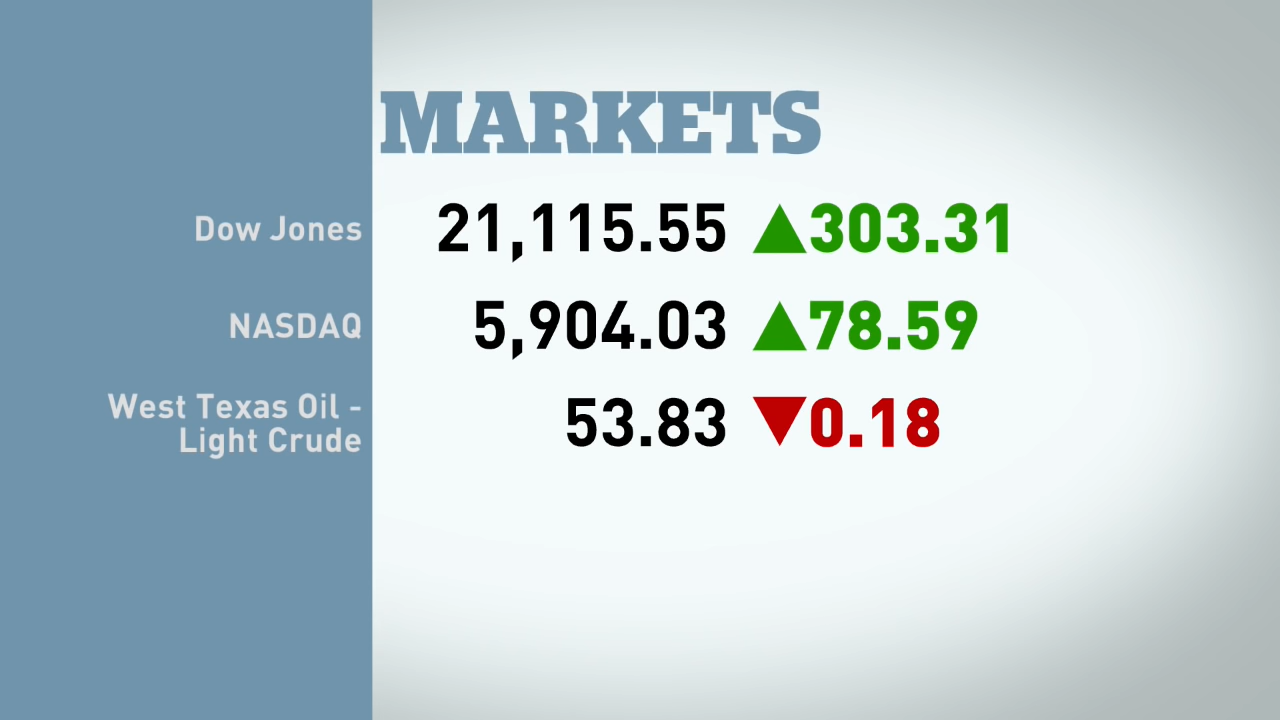 MARKETS
Dow Jones 21,115.55 ▲303.31
NASDAQ 5,904.03 ▲78.59
West Texas Oil -
Light Crude 53.83 ▼0.18